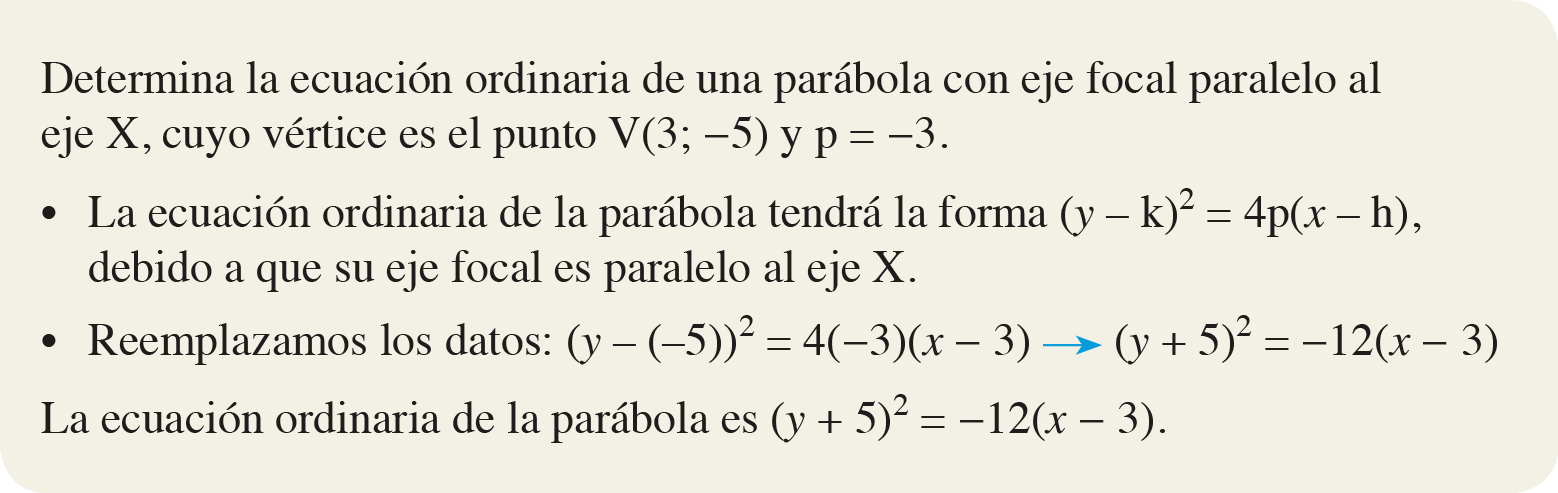 Determina la ecuación ordinaria de una parábola con eje focal paralelo al
eje X, cuyo vértice es el punto V(3; −5) y p = −3.
• La ecuación ordinaria de la parábola tendrá la forma (y – k)² = 4p(x – h),
debido a que su eje focal es paralelo al eje X.
• Reemplazamos los datos: (y – (–5))² = 4(−3)(x − 3) → (y + 5)² = −12(x − 3)
La ecuación ordinaria de la parábola es (y + 5)² = −12(x − 3).